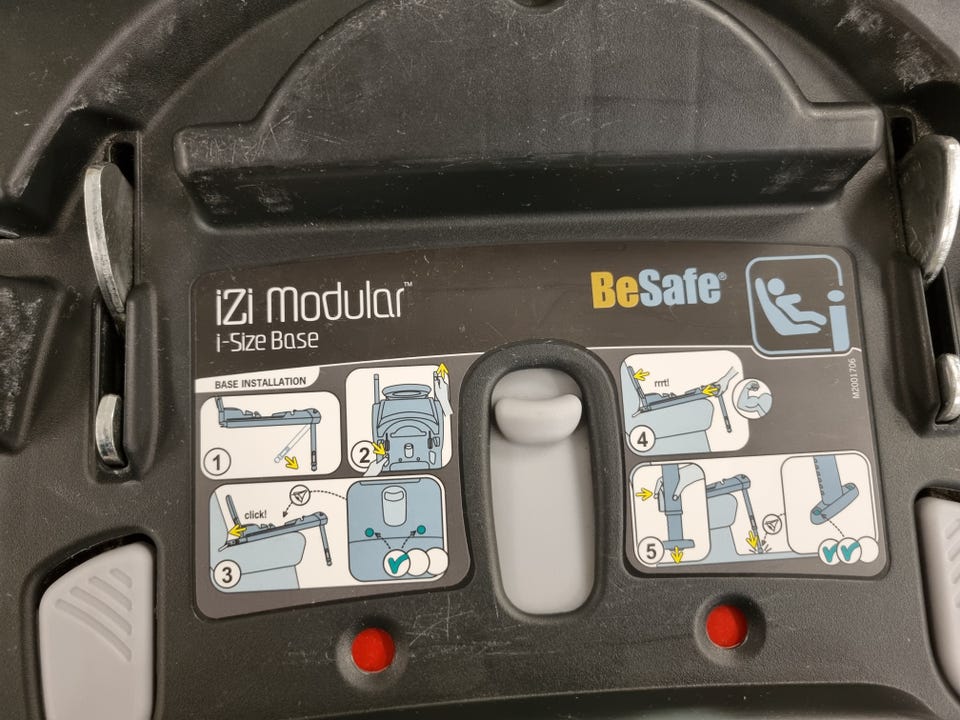 iZi Modular™
i-Size Base
BeSafe®
BASE INSTALLATION
1
2
3
click!
4
rrrt!
5
M2001706